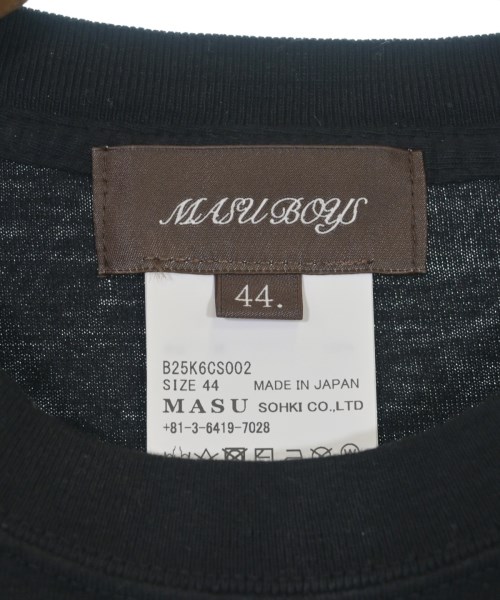 MASU BOYS
44.
B25K6CS002
SIZE 44 MADE IN JAPAN
MASU SOHKI CO.,LTD
+81-3-6419-7028